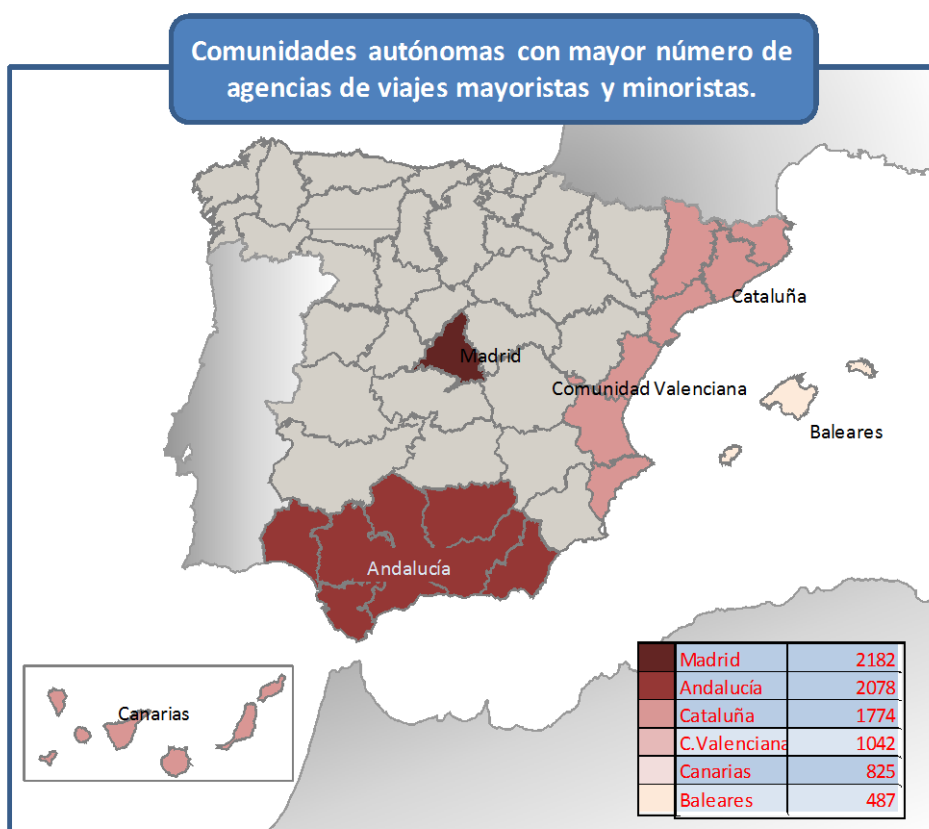 Comunidades autónomas con mayor número de
agencias de viajes mayoristas y minoristas.
Cataluña
Madrid
Comunidad Valenciana
Baleares
Andalucía
Canarias
Madrid 2182
Andalucía 2078
Cataluña 1774
C.Valenciana 1042
Canarias 825
Baleares 487